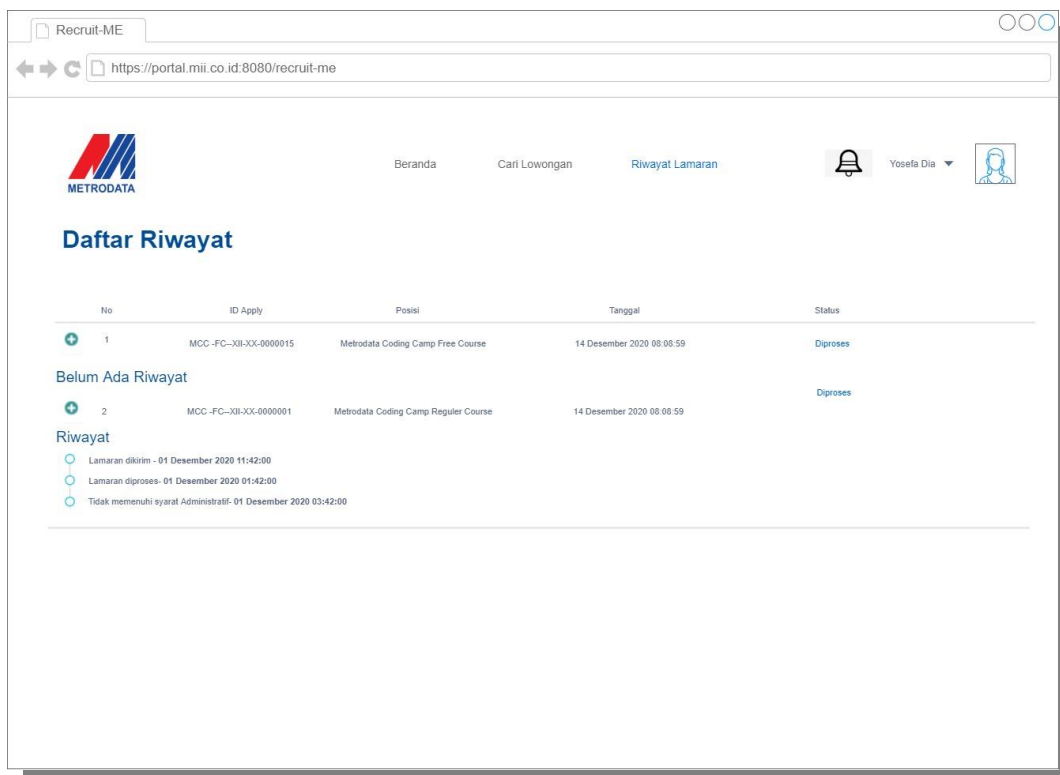 Recruit-ME
https://portal.mii.co.id:8080/recruit-me
METRODATA
Beranda Cari Lowongan Riwayat Lamaran Yosefa Dia
Daftar Riwayat
No ID Apply Posisi Tanggal Status
1 MCC -FC--XII-XX-0000015 Metrodata Coding Camp Free Course 14 Desember 2020 08:08:59 Diproses
Belum Ada Riwayat
Diproses
2 MCC -FC--XII-XX-0000001 Metrodata Coding Camp Reguler Course 14 Desember 2020 08:08:59
Riwayat
Lamaran dikirim - 01 Desember 2020 11:42:00
Lamaran diproses- 01 Desember 2020 01:42:00
Tidak memenuhi syarat Administratif- 01 Desember 2020 03:42:00